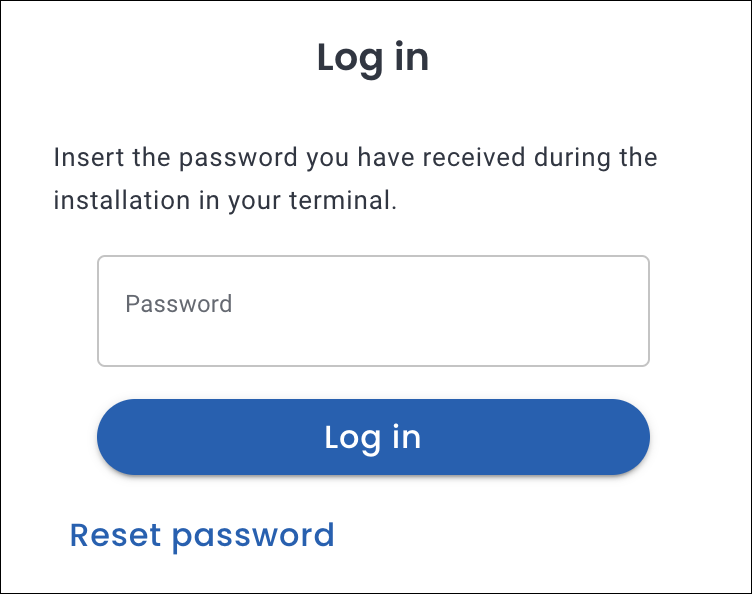 Log in
Insert the password you have received during the
installation in your terminal.
Password
Log in
Reset password